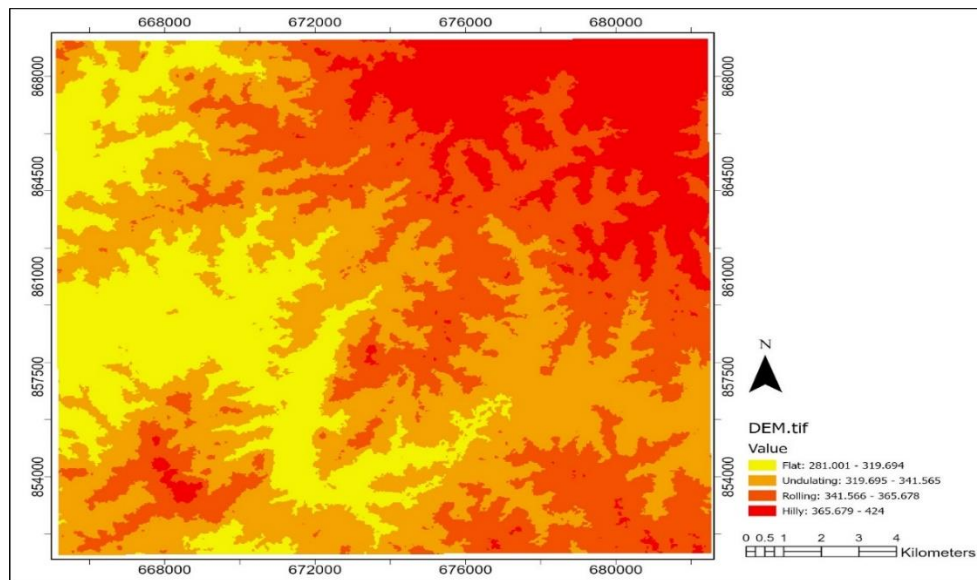 668000 672000 676000 680000
868000 868000
864500 864500
861000 861000
857500 857500
854000 854000
668000 672000 676000 680000
N
DEM.tif
Value
Flat: 281.001 - 319.694
Undulating: 319.695 - 341.565
Rolling: 341.566 - 365.678
Hilly: 365.679 - 424
0 0.5 1 2 3 4
Kilometers